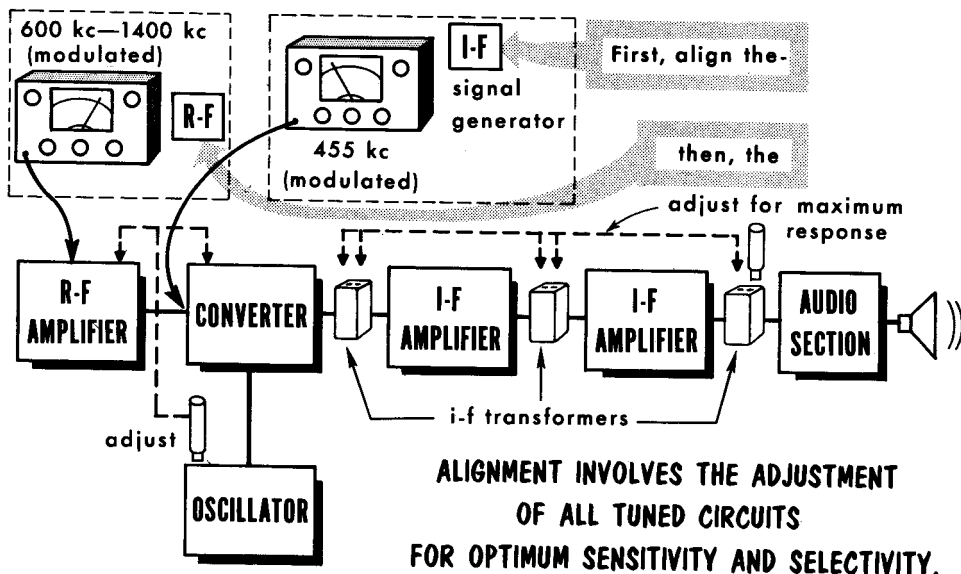 600 kc—1400 kc
(modulated)
R-F
I-F
signal
generator
455 kc
(modulated)
First, align the-
then, the
adjust for maximum
response
R-F
AMPLIFIER
CONVERTER
I-F
AMPLIFIER
I-F
AMPLIFIER
AUDIO
SECTION
i-f transformers
adjust
OSCILLATOR
ALIGNMENT INVOLVES THE ADJUSTMENT
OF ALL TUNED CIRCUITS
FOR OPTIMUM SENSITIVITY AND SELECTIVITY.